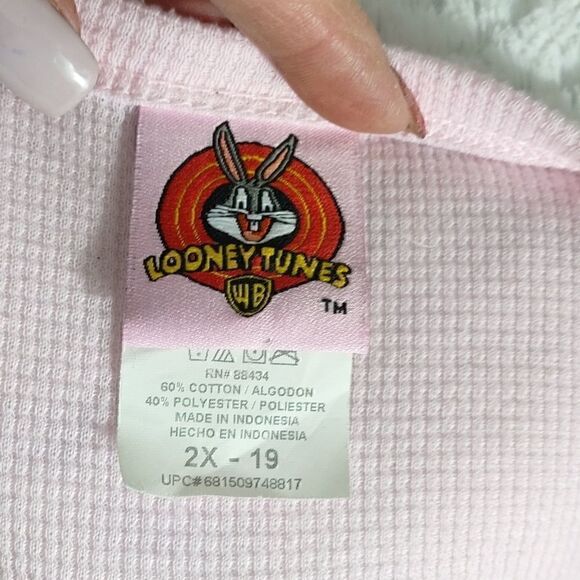 LOONEY TUNES
WB
TM
RN# 88434
60% COTTON / ALGODON
40% POLYESTER / POLIESTER
MADE IN INDONESIA
HECHO EN INDONESIA
2X - 19
UPC# 681509748817